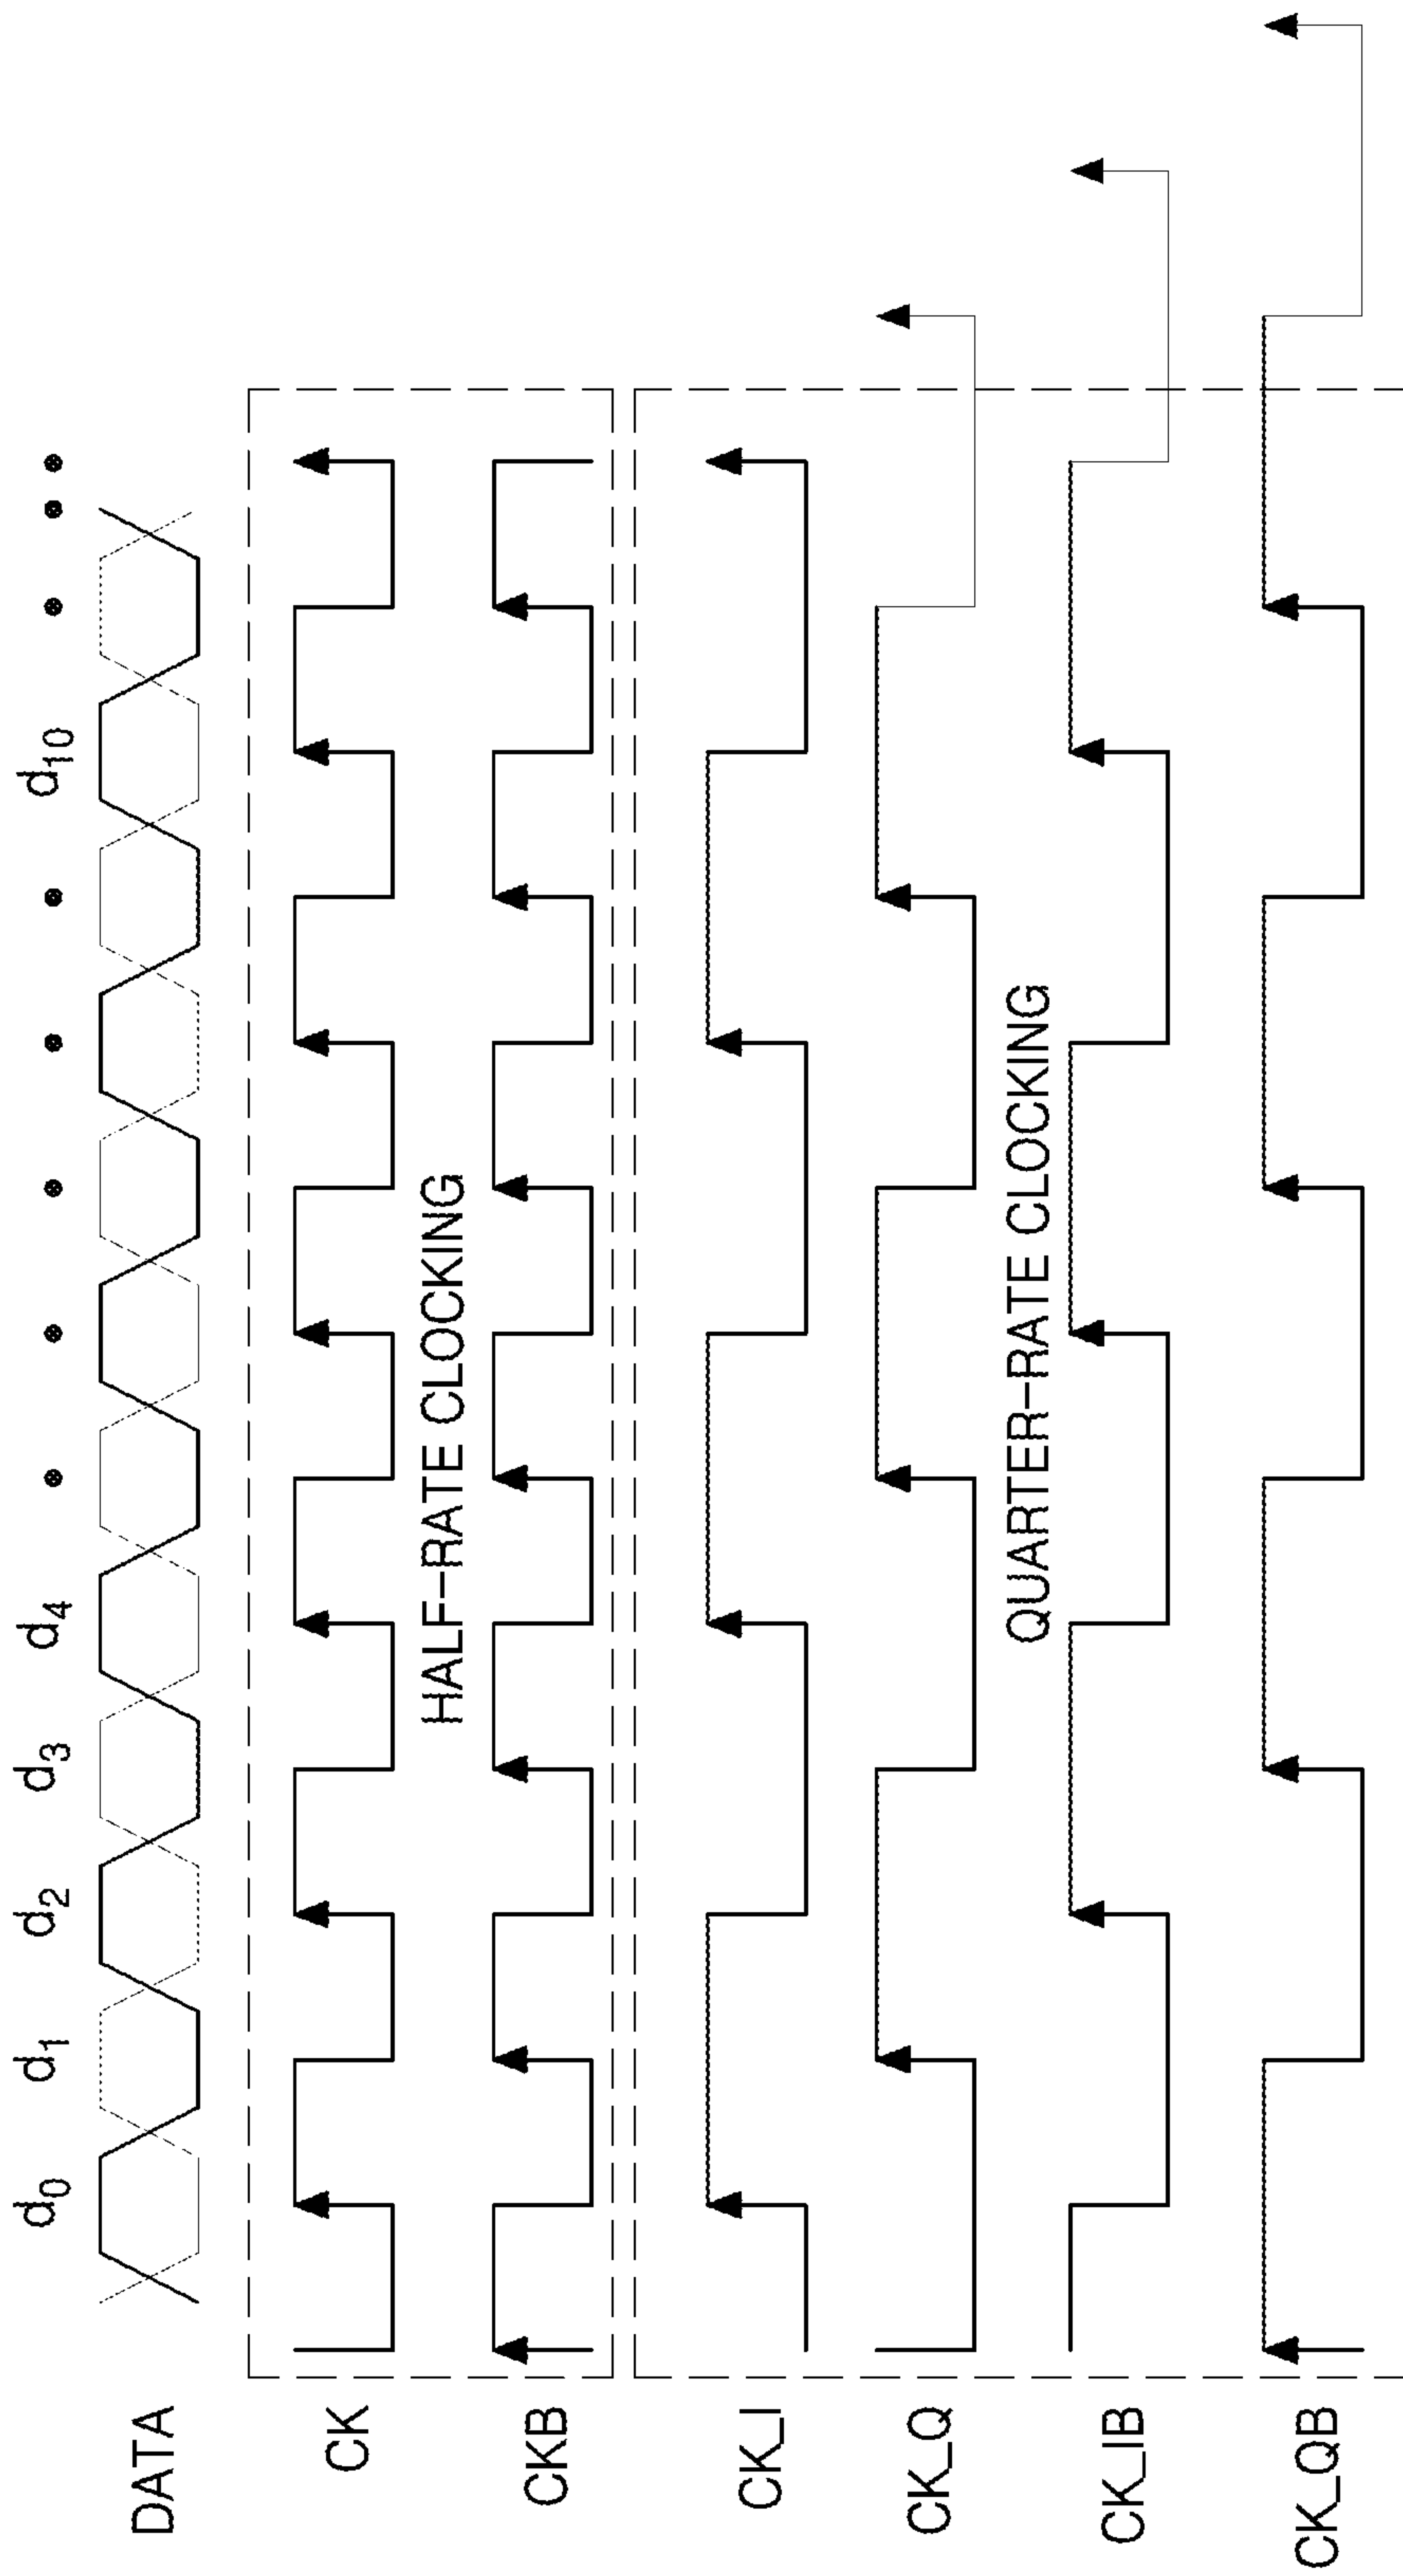 d0 d1 d2 d3 d4 d10
DATA
CK
HALF-RATE CLOCKING
CKB
CK_I
CK_Q
QUARTER-RATE CLOCKING
CK_IB
CK_QB